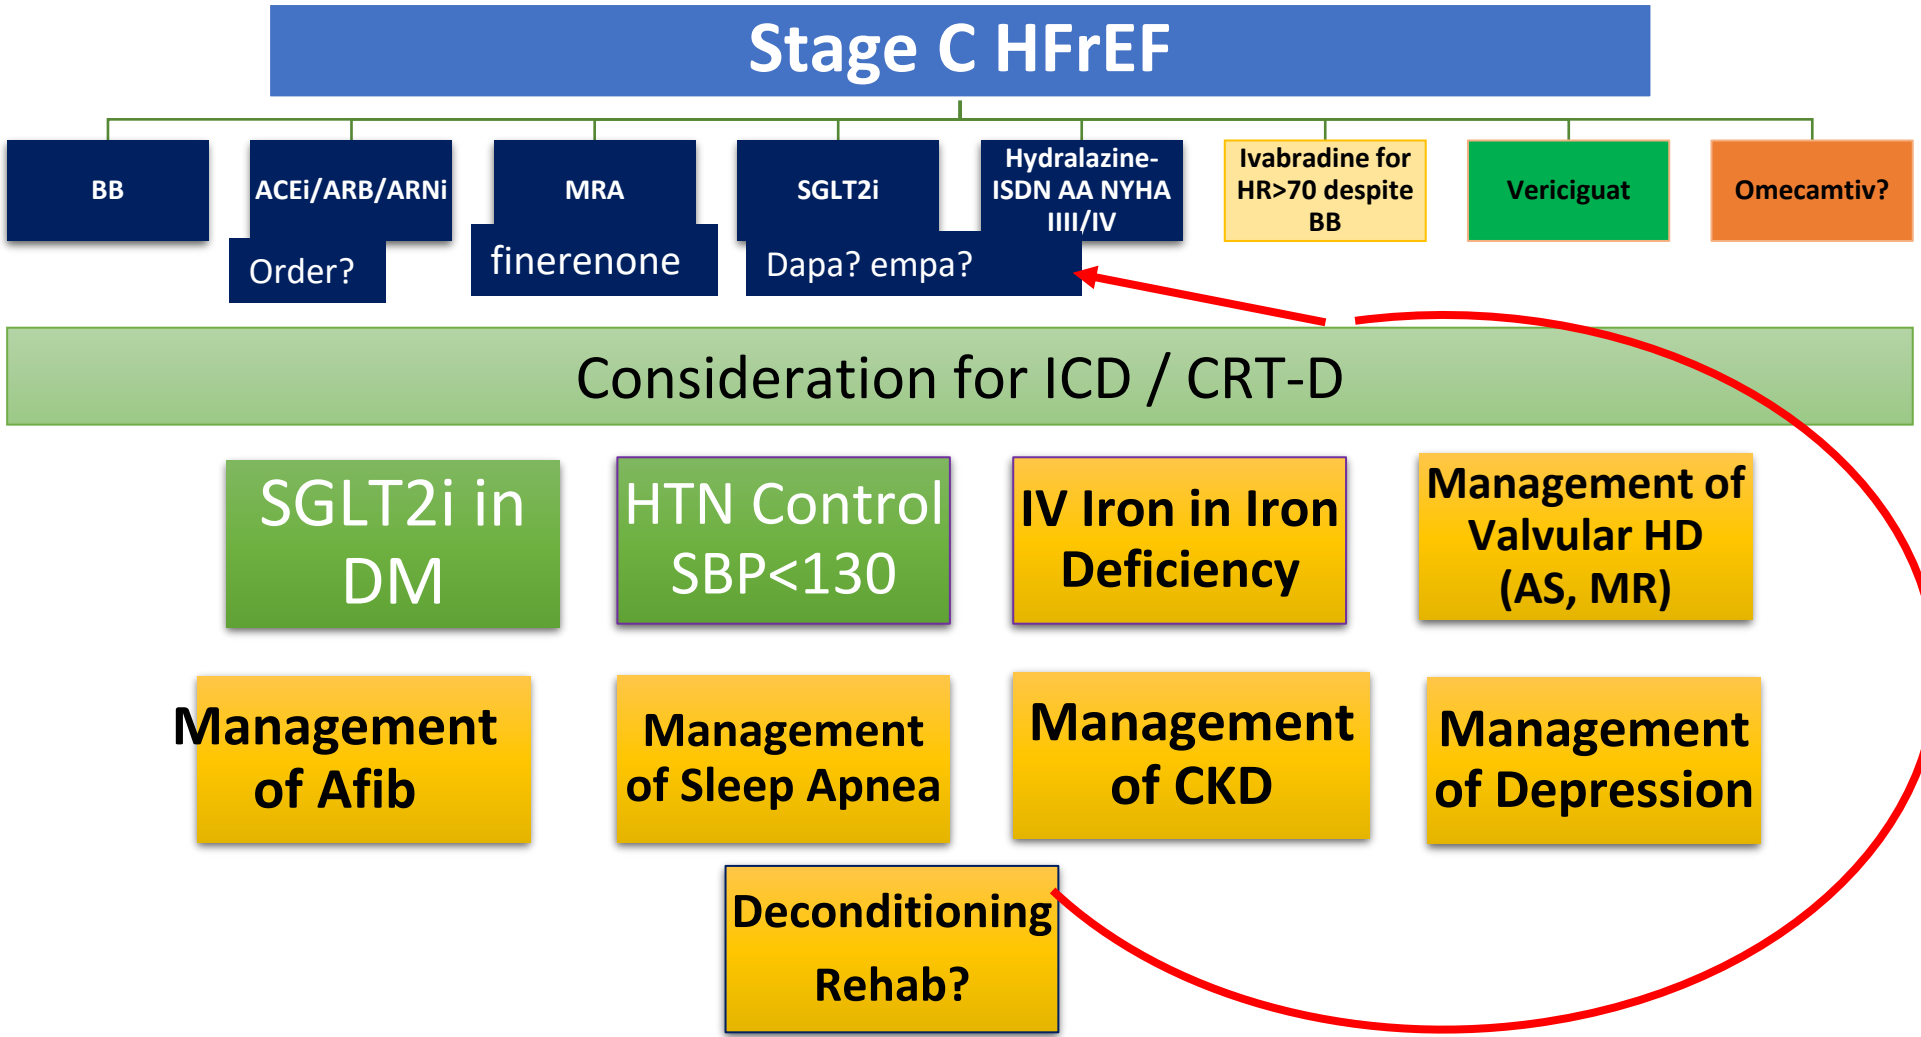 Stage C HFrEF
BB
ACEi/ARB/ARNi
MRA
SGLT2i
Hydralazine-
ISDN AA NYHA
IIII/IV
Ivabradine for
HR>70 despite
BB
Vericiguat
Omecamtiv?
Order?
finerenone
Dapa? empa?
Consideration for ICD / CRT-D
SGLT2i in
DM
HTN Control
SBP<130
IV Iron in Iron
Deficiency
Management of
Valvular HD
(AS, MR)
Management
of Afib
Management
of Sleep Apnea
Management
of CKD
Management
of Depression
Deconditioning
Rehab?